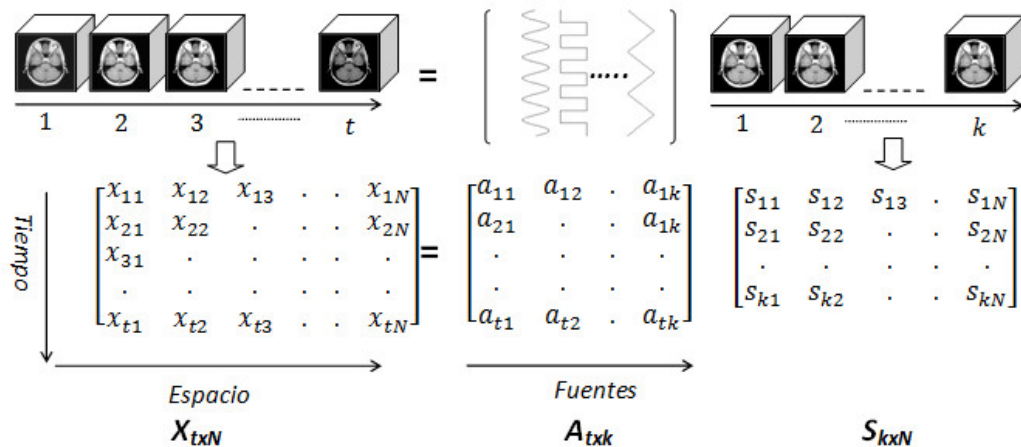 = .....
1 2 3 ........... t 1 2 ........... k
x₁₁ x₁₂ x₁₃ . . x₁N a₁₁ a₁₂ . a₁k s₁₁ s₁₂ s₁₃ . s₁N
x₂₁ x₂₂ . . . x₂N a₂₁ . . a₁k s₂₁ s₂₂ . . s₂N
x₃₁ . . . . . = . . . . . . . . .
. . . . . . . . . . sk₁ sk₂ . . skN
xt₁ xt₂ xt₃ . . xtN at₁ at₂ . atk
Tiempo
Espacio Fuentes
XtxN Atxk SkxN